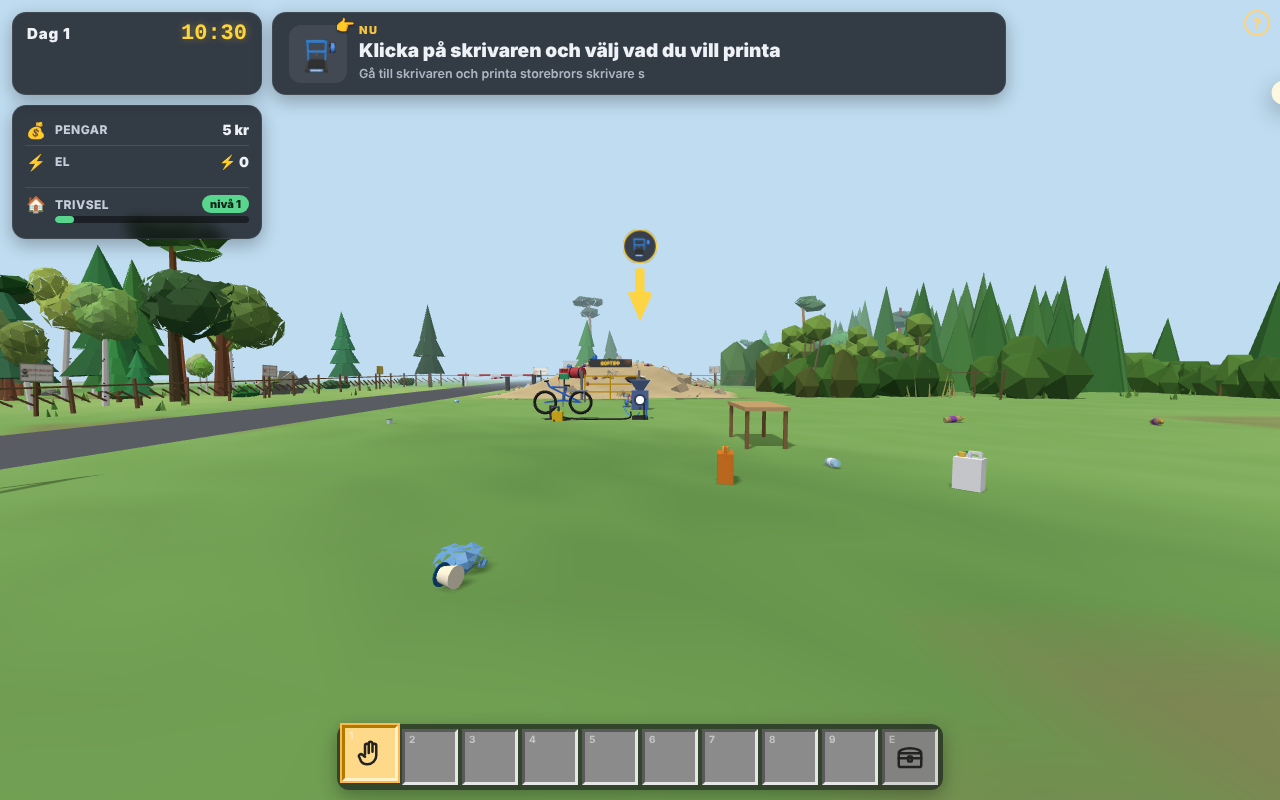 Dag 1
10:30
NU
Klicka på skrivaren och välj vad du vill printa
Gå till skrivaren och printa storebrors skrivare s
PENGAR
5 kr
EL
0
TRIVSEL
nivå 1
?
1
2
3
4
5
6
7
8
9
E